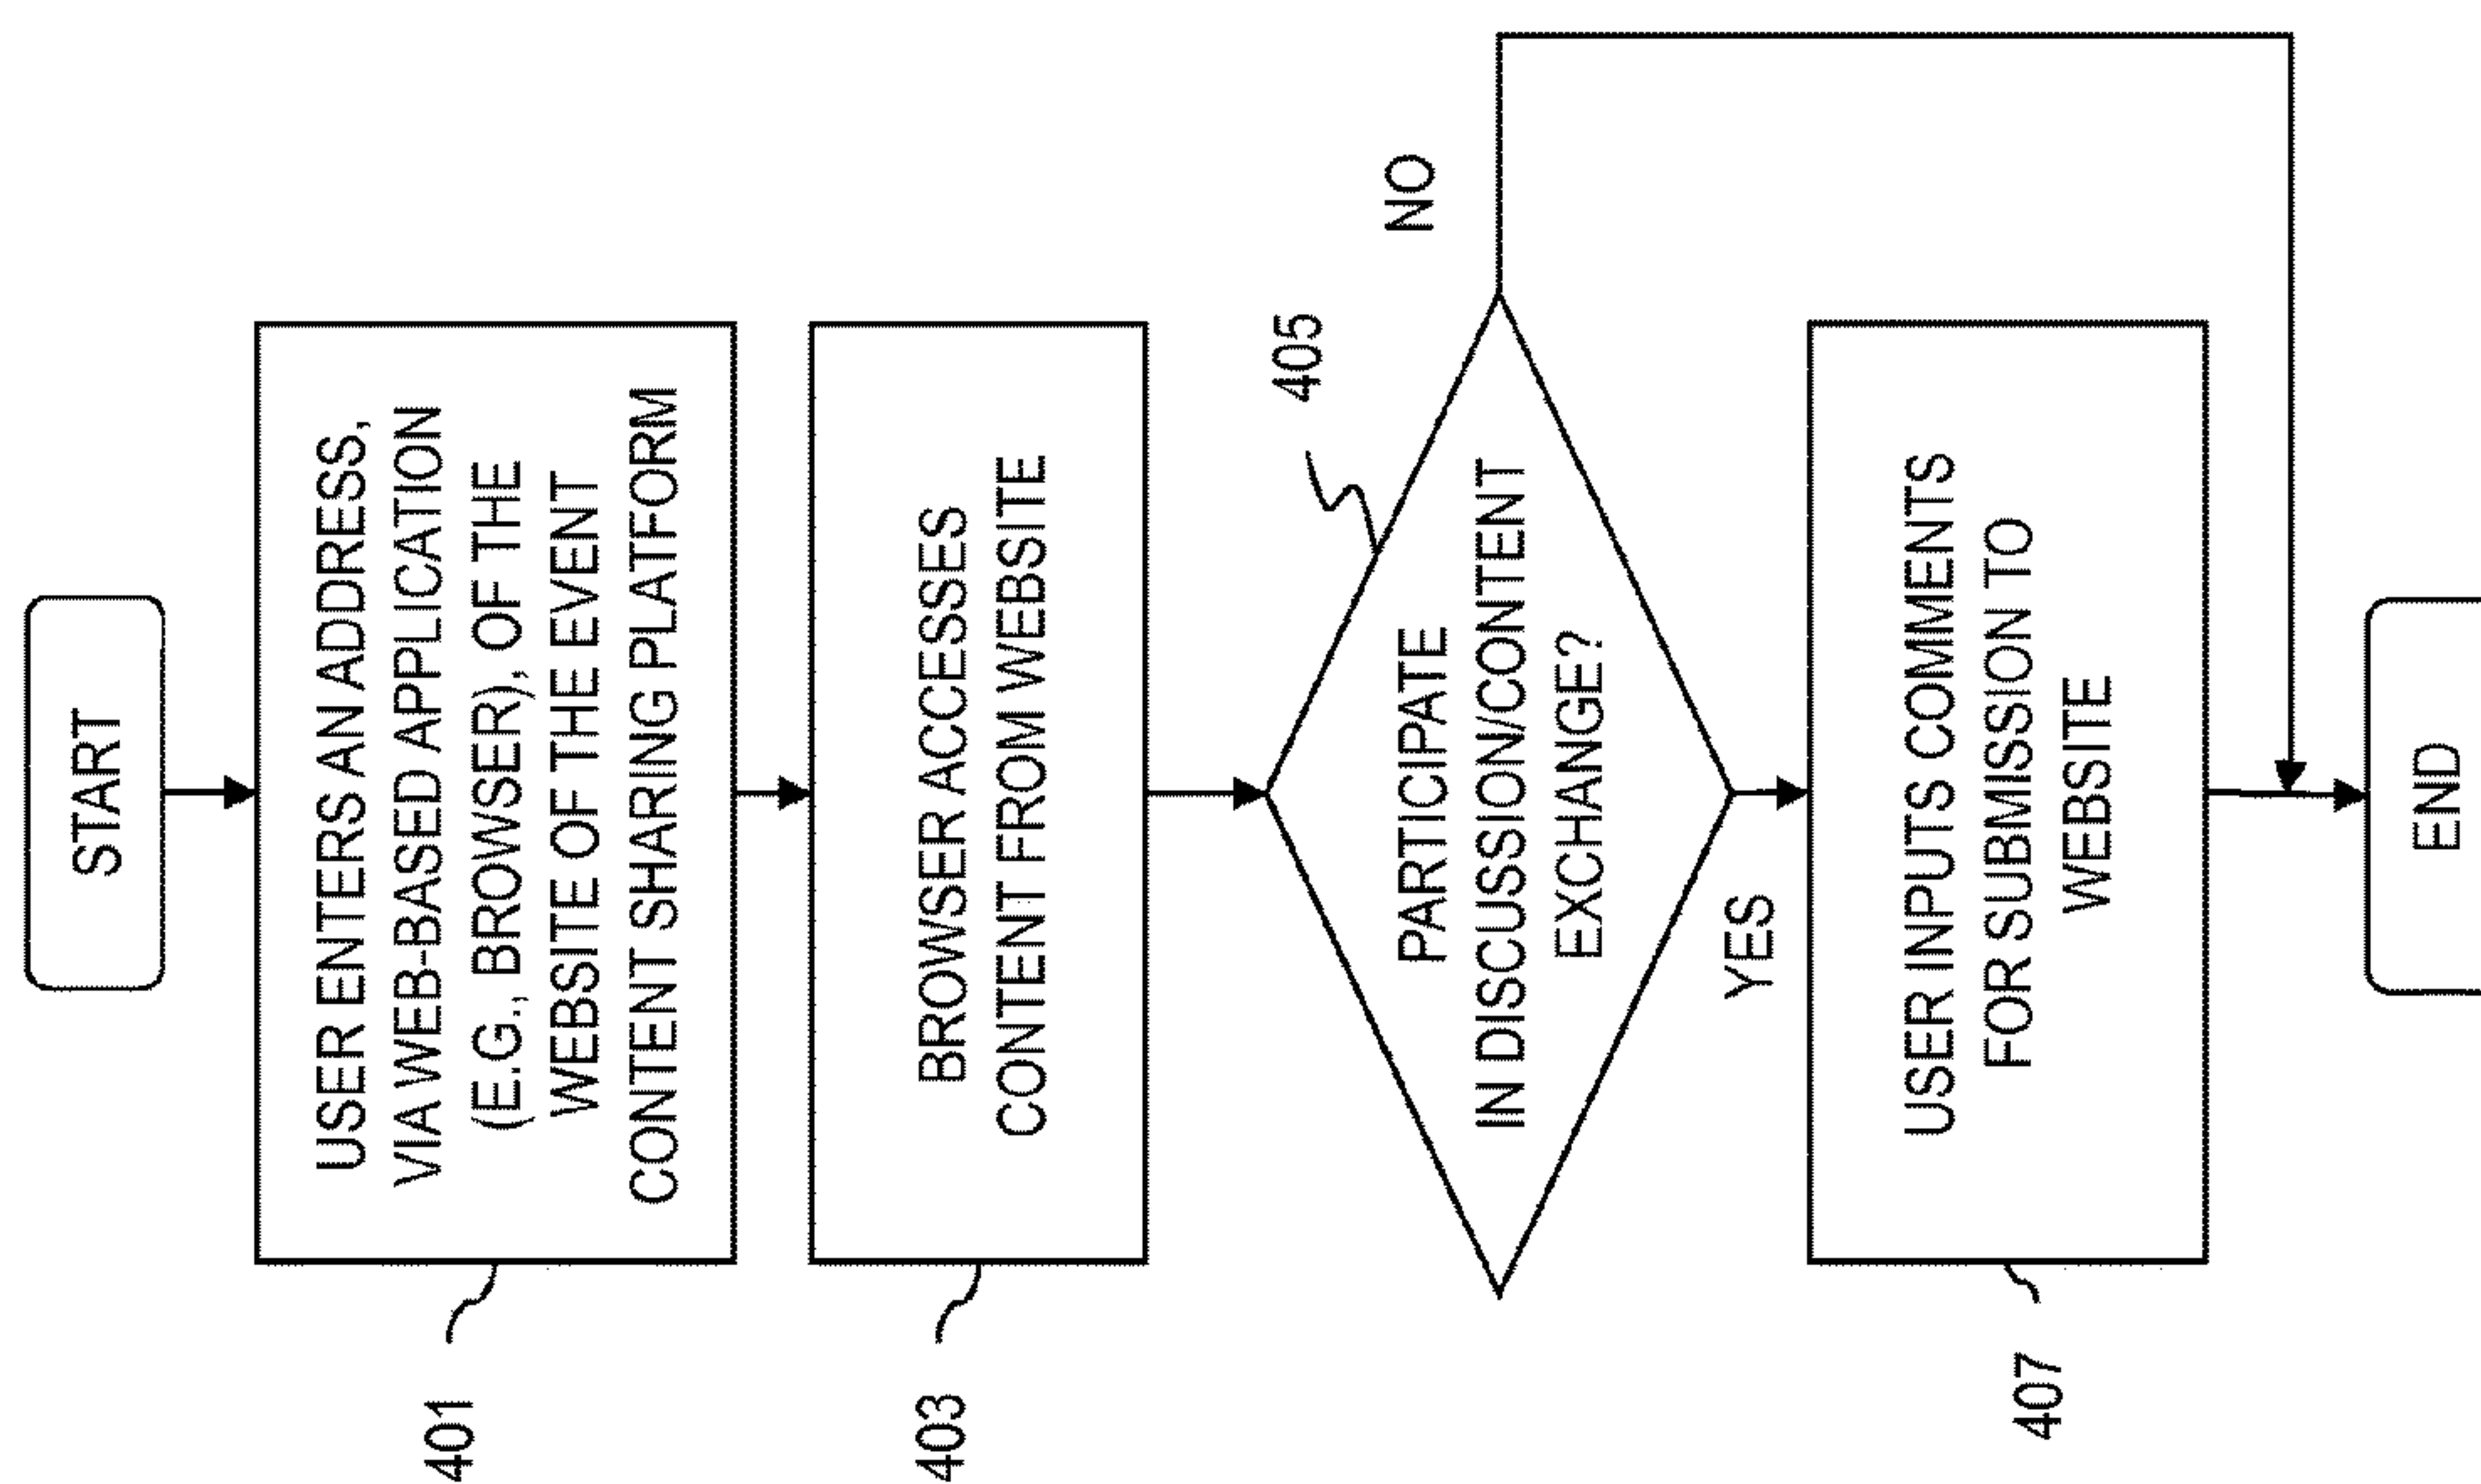 START
401
USER ENTERS AN ADDRESS,
VIA WEB-BASED APPLICATION
(E.G., BROWSER), OF THE
WEBSITE OF THE EVENT
CONTENT SHARING PLATFORM
403
BROWSER ACCESSES
CONTENT FROM WEBSITE
405
PARTICIPATE
IN DISCUSSION/CONTENT
EXCHANGE?
NO
YES
407
USER INPUTS COMMENTS
FOR SUBMISSION TO
WEBSITE
END